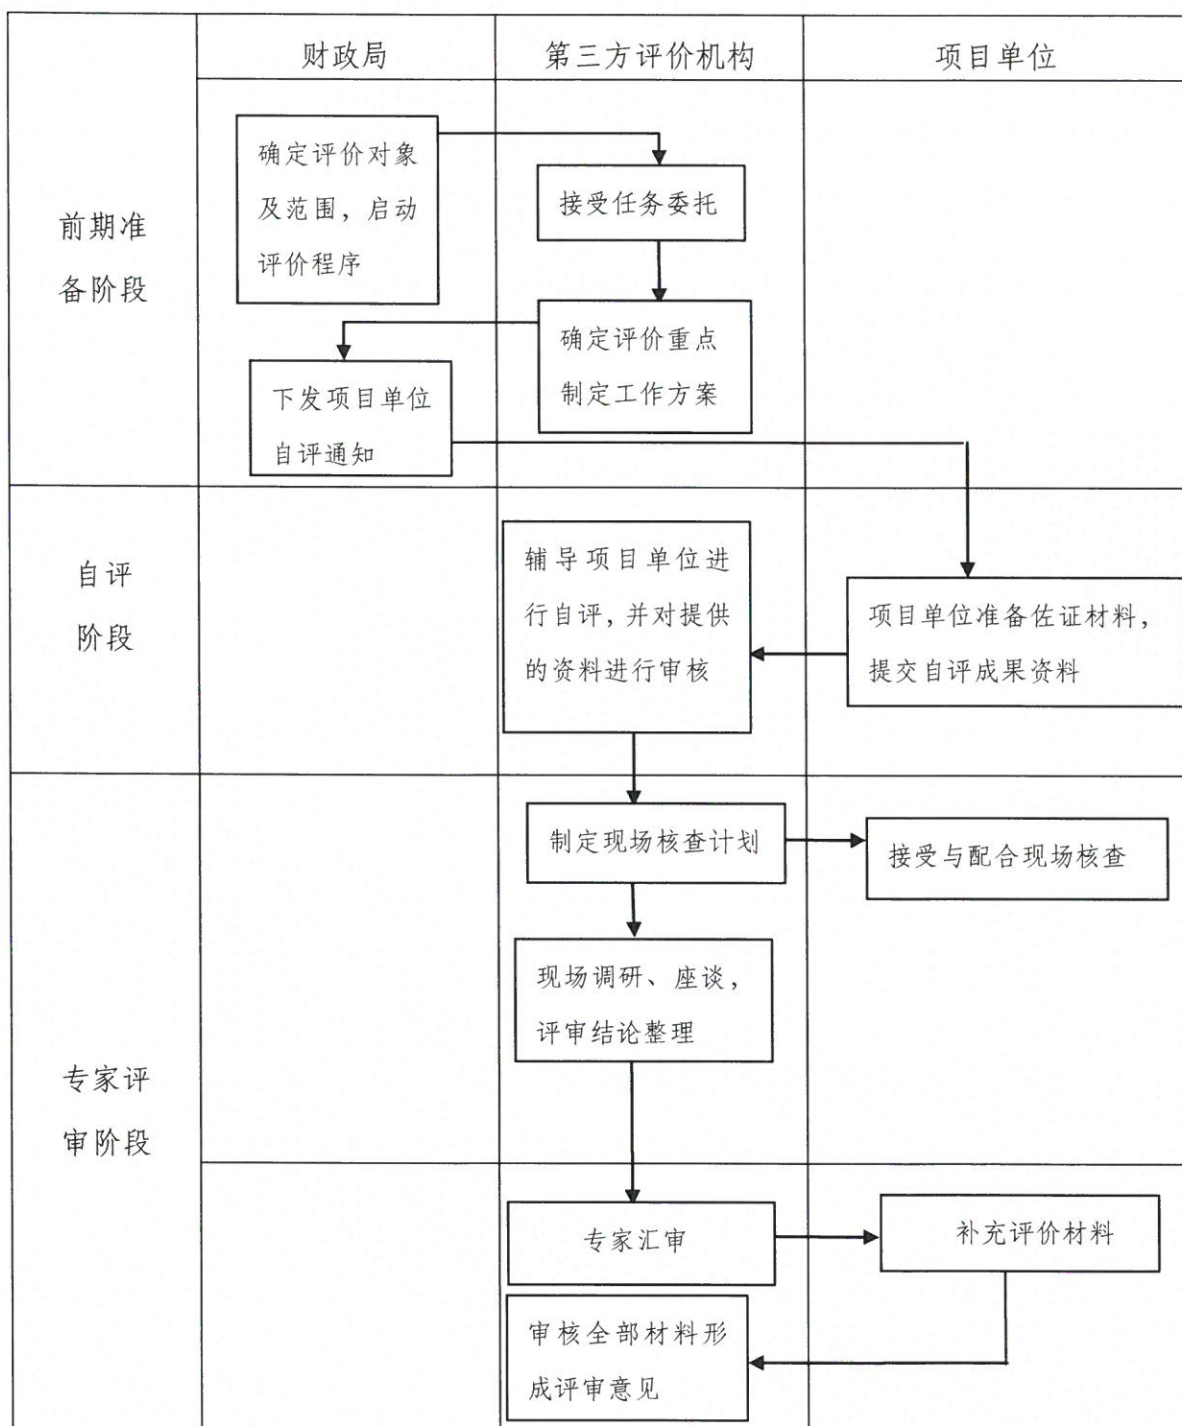 财政局
第三方评价机构
项目单位
前期准
备阶段
确定评价对象
及范围，启动
评价程序
接受任务委托
确定评价重点
制定工作方案
下发项目单位
自评通知
自评
阶段
辅导项目单位进
行自评，并对提供
的资料进行审核
项目单位准备佐证材料，
提交自评成果资料
专家评
审阶段
制定现场核查计划
接受与配合现场核查
现场调研、座谈，
评审结论整理
专家汇审
补充评价材料
审核全部材料形
成评审意见